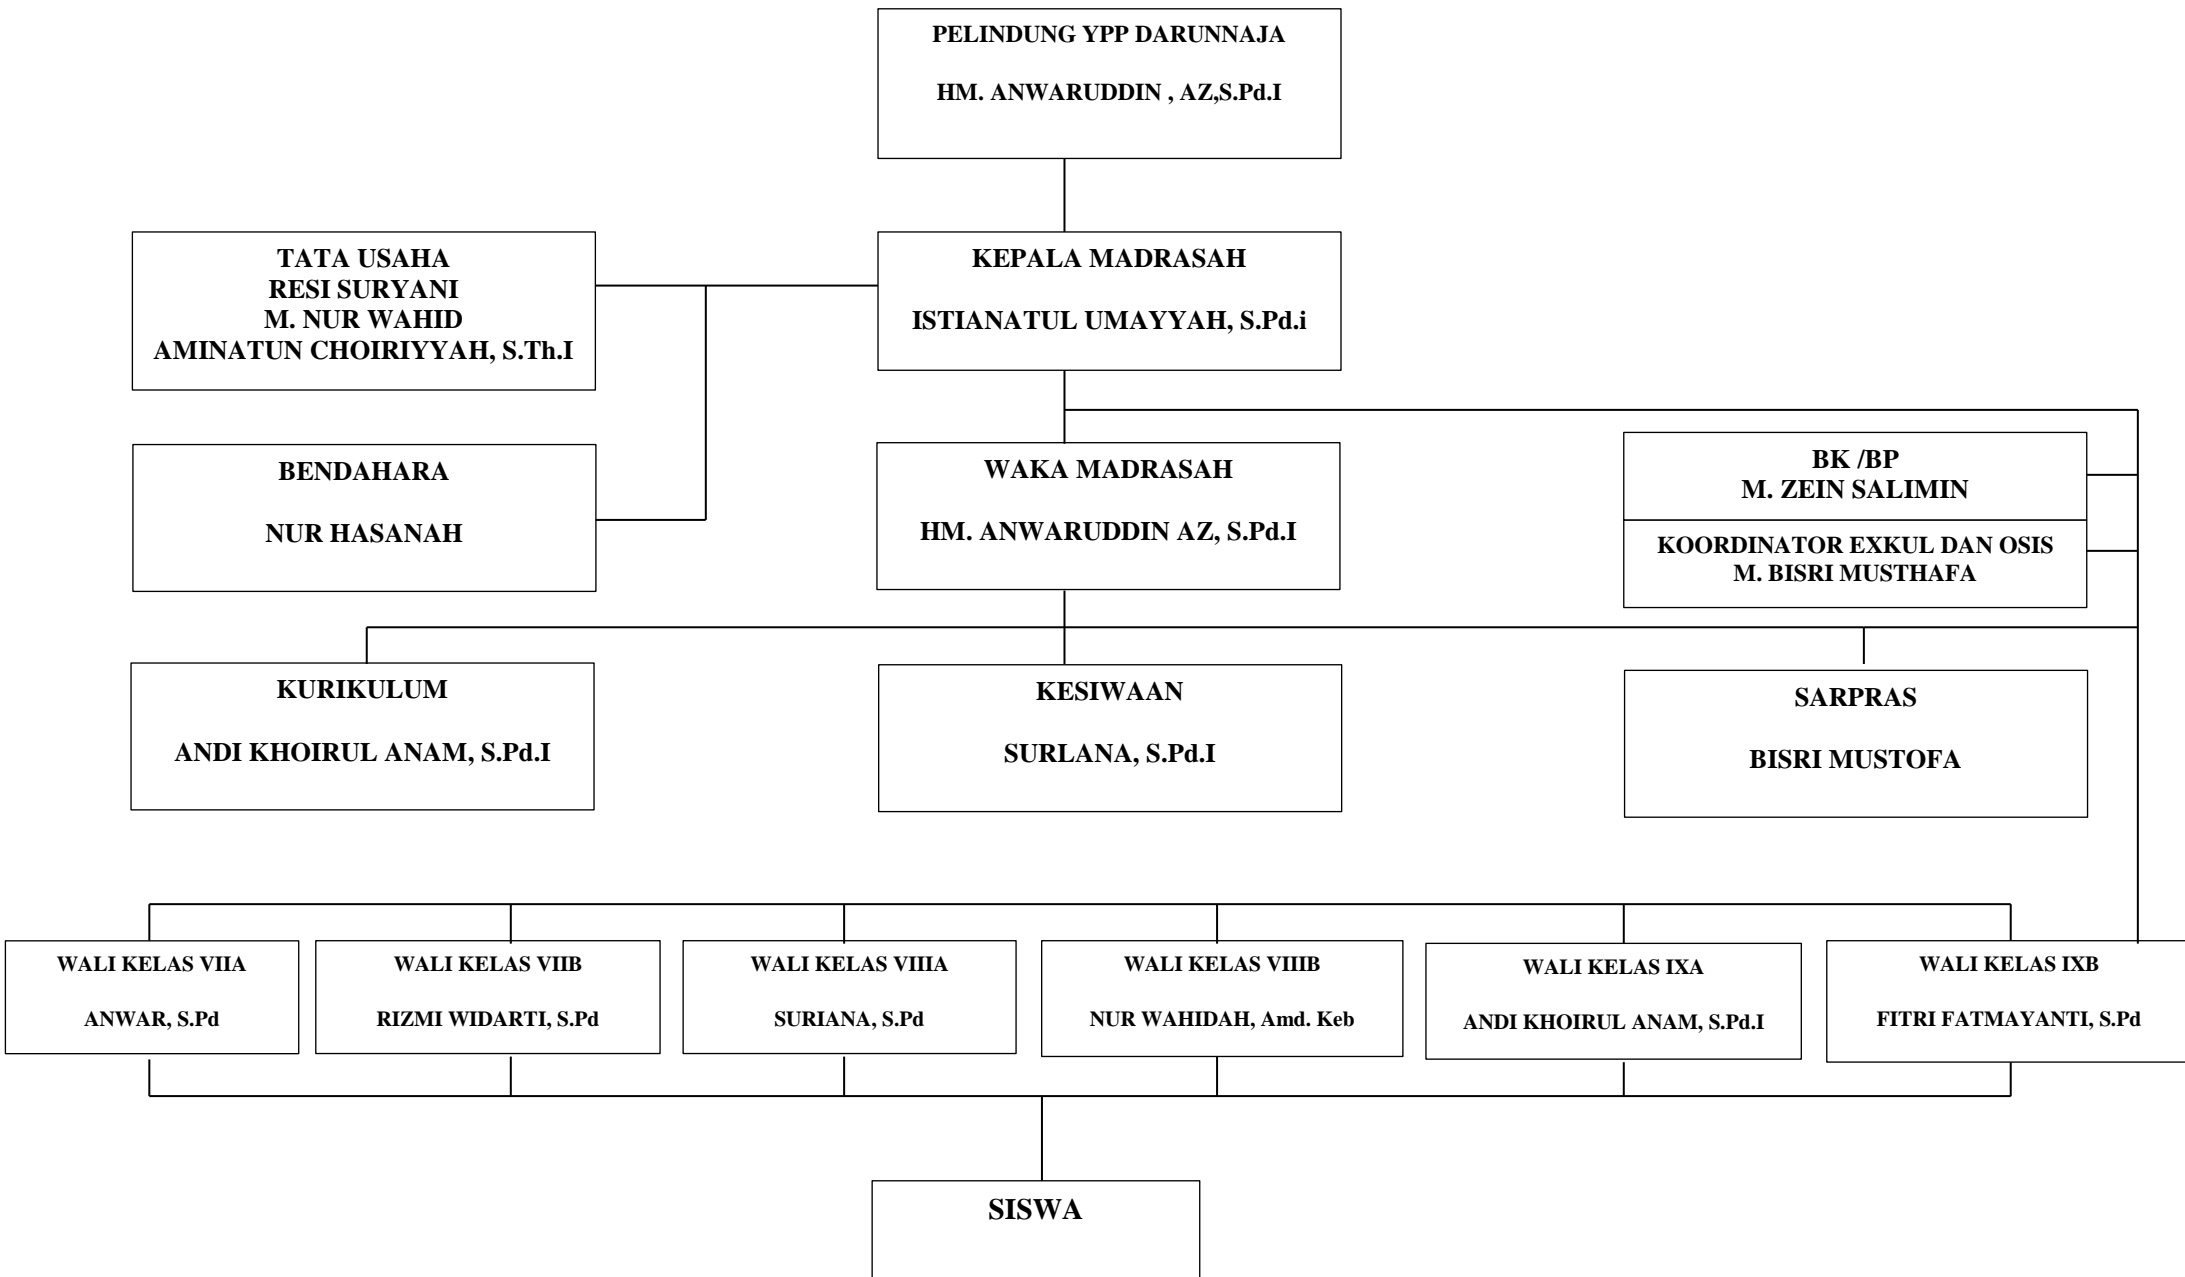 PELINDUNG YPP DARUNNAJA
HM. ANWARUDDIN , AZ,S.Pd.I
TATA USAHA
RESI SURYANI
M. NUR WAHID
AMINATUN CHOIRIYYAH, S.Th.I
KEPALA MADRASAH
ISTIANATUL UMAYYAH, S.Pd.i
BENDAHARA
NUR HASANAH
WAKA MADRASAH
HM. ANWARUDDIN AZ, S.Pd.I
BK /BP
M. ZEIN SALIMIN
KOORDINATOR EXKUL DAN OSIS
M. BISRI MUSTHAFA
KURIKULUM
ANDI KHOIRUL ANAM, S.Pd.I
KESIWAAN
SURLANA, S.Pd.I
SARPRAS
BISRI MUSTOFA
WALI KELAS VIIA
ANWAR, S.Pd
WALI KELAS VIIB
RIZMI WIDARTI, S.Pd
WALI KELAS VIIIA
SURIANA, S.Pd
WALI KELAS VIIIB
NUR WAHIDAH, Amd. Keb
WALI KELAS IXA
ANDI KHOIRUL ANAM, S.Pd.I
WALI KELAS IXB
FITRI FATMAYANTI, S.Pd
SISWA